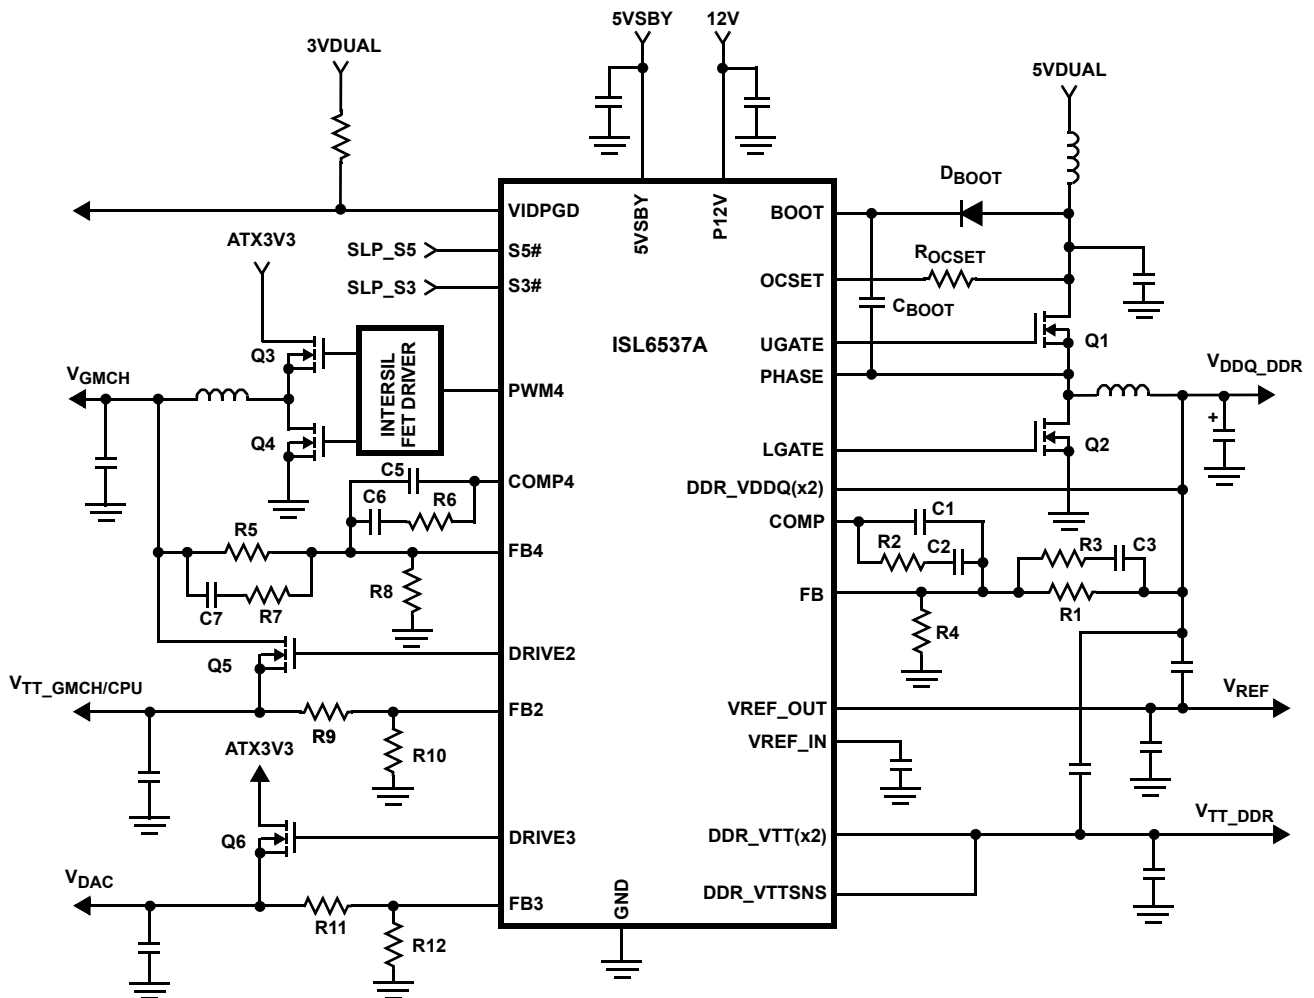 5VSBY
12V
3VDUAL
5VDUAL
DBOOT
VIDPGD
5VSBY
P12V
BOOT
ATX3V3
SLP_S5
S5#
SLP_S3
S3#
OCSET
ROCSET
CBOOT
ISL6537A
Q3
INTERSIL
FET DRIVER
UGATE
Q1
VGMCH
PWM4
PHASE
VDDQ_DDR
+
Q4
LGATE
Q2
C5
COMP4
DDR_VDDQ(x2)
C6
R6
COMP
C1
R5
FB4
R2
C2
R3
C3
C7
R7
R8
FB
R1
R4
Q5
DRIVE2
VTT_GMCH/CPU
FB2
VREF_OUT
VREF
R9
R10
VREF_IN
ATX3V3
Q6
DRIVE3
DDR_VTT(x2)
VTT_DDR
VDAC
FB3
GND
DDR_VTTSNS
R11
R12